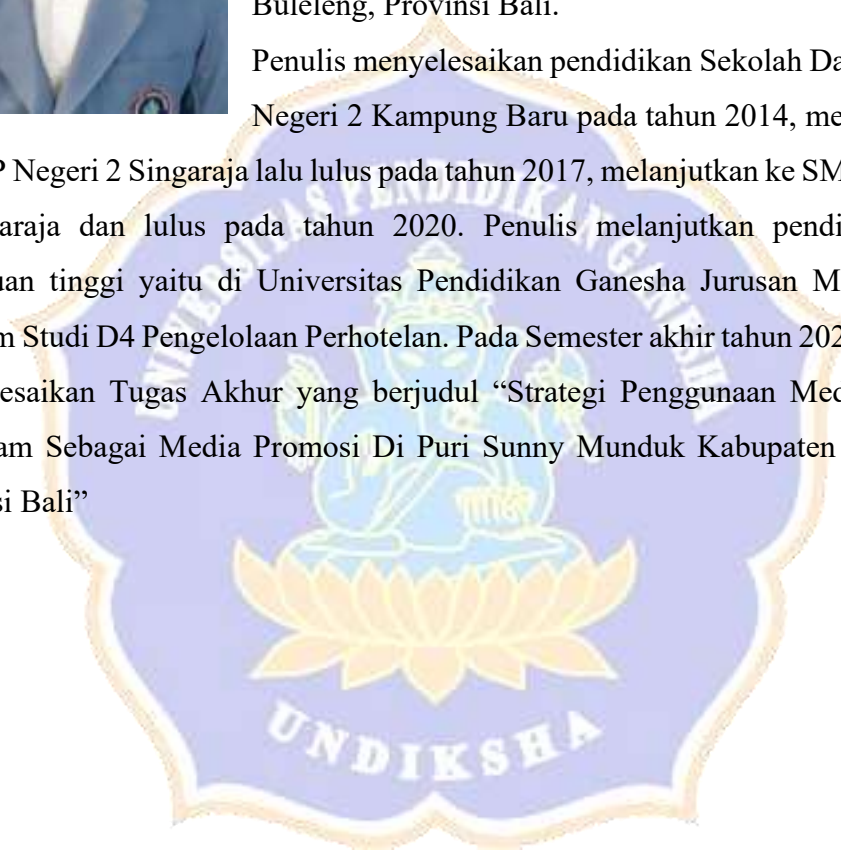 Buleleng, Provinsi Bali.
Penulis menyelesaikan pendidikan Sekolah Da
Negeri 2 Kampung Baru pada tahun 2014, me
P Negeri 2 Singaraja lalu lulus pada tahun 2017, melanjutkan ke SM
araja dan lulus pada tahun 2020. Penulis melanjutkan pendi
uan tinggi yaitu di Universitas Pendidikan Ganesha Jurusan M
m Studi D4 Pengelolaan Perhotelan. Pada Semester akhir tahun 202
esaikan Tugas Akhur yang berjudul “Strategi Penggunaan Med
am Sebagai Media Promosi Di Puri Sunny Munduk Kabupaten
si Bali”
UNIVERSITAS PENDIDIKAN GANESHA
UNDIKSHA